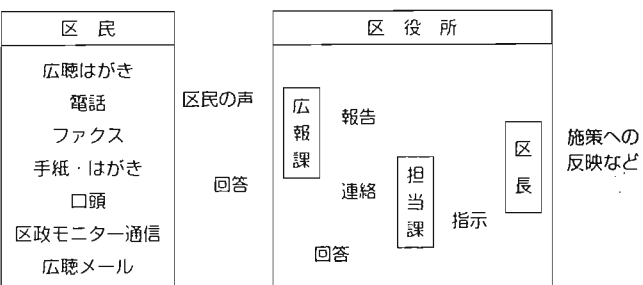 区民
広聴はがき
電話
ファクス
手紙・はがき
口頭
区政モニター通信
広聴メール
区民の声
回答
区役所
広報課
報告
連絡
回答
担当課
指示
区長
施策への
反映など